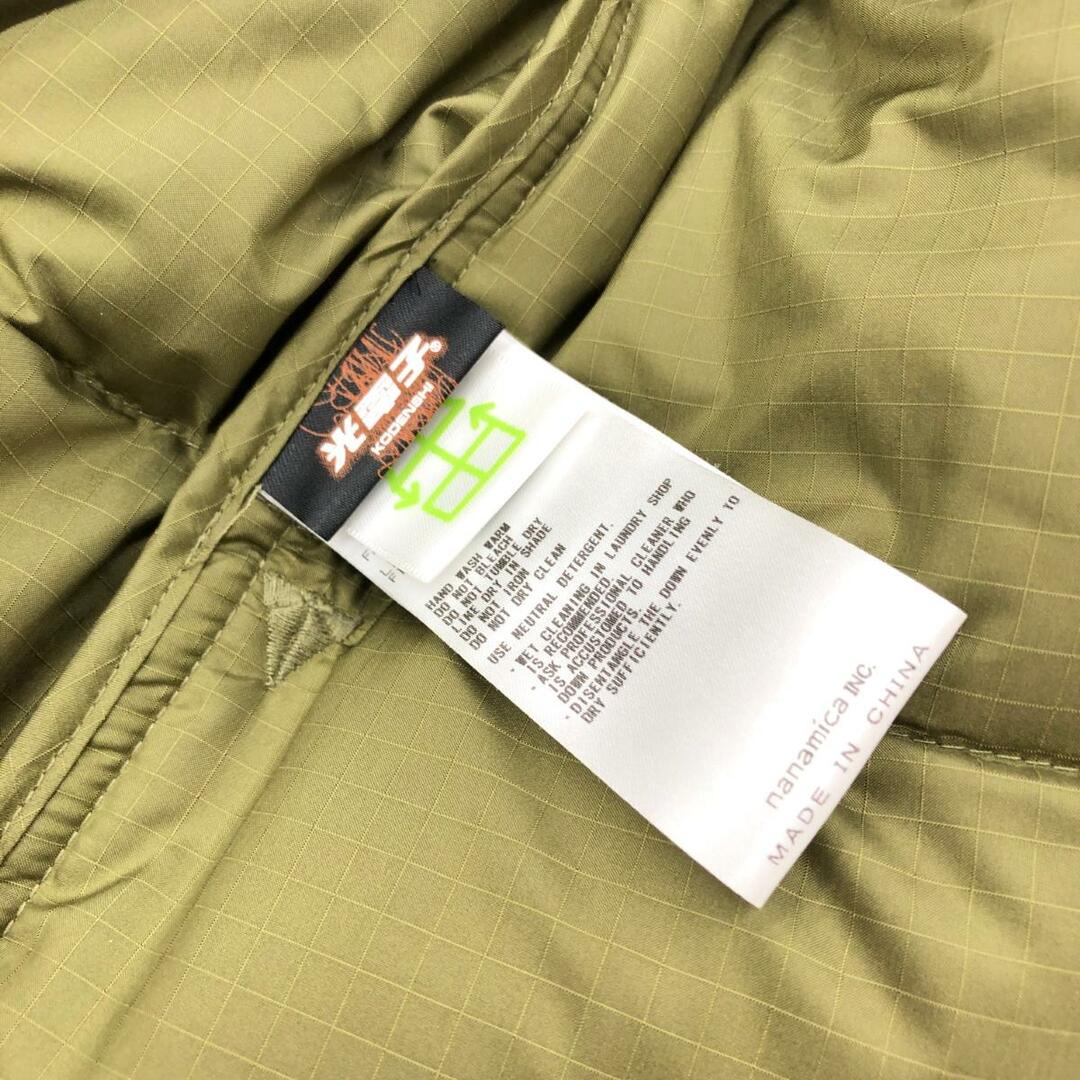 光電子®
KODENSHI
HAND WASH WARM
DO NOT BLEACH
DO NOT TUMBLE DRY
LINE DRY IN SHADE
DO NOT IRON
DO NOT DRY CLEAN
USE NEUTRAL DETERGENT.
- WET CLEANING IN LAUNDRY SHOP
IS RECOMMENDED.
- ASK PROFESSIONAL CLEANER WHO
IS ACCUSTOMED TO HANDLING
DOWN PRODUCTS.
- DISENTANGLE THE DOWN EVENLY TO
DRY SUFFICIENTLY.
nanamica INC.
MADE IN CHINA